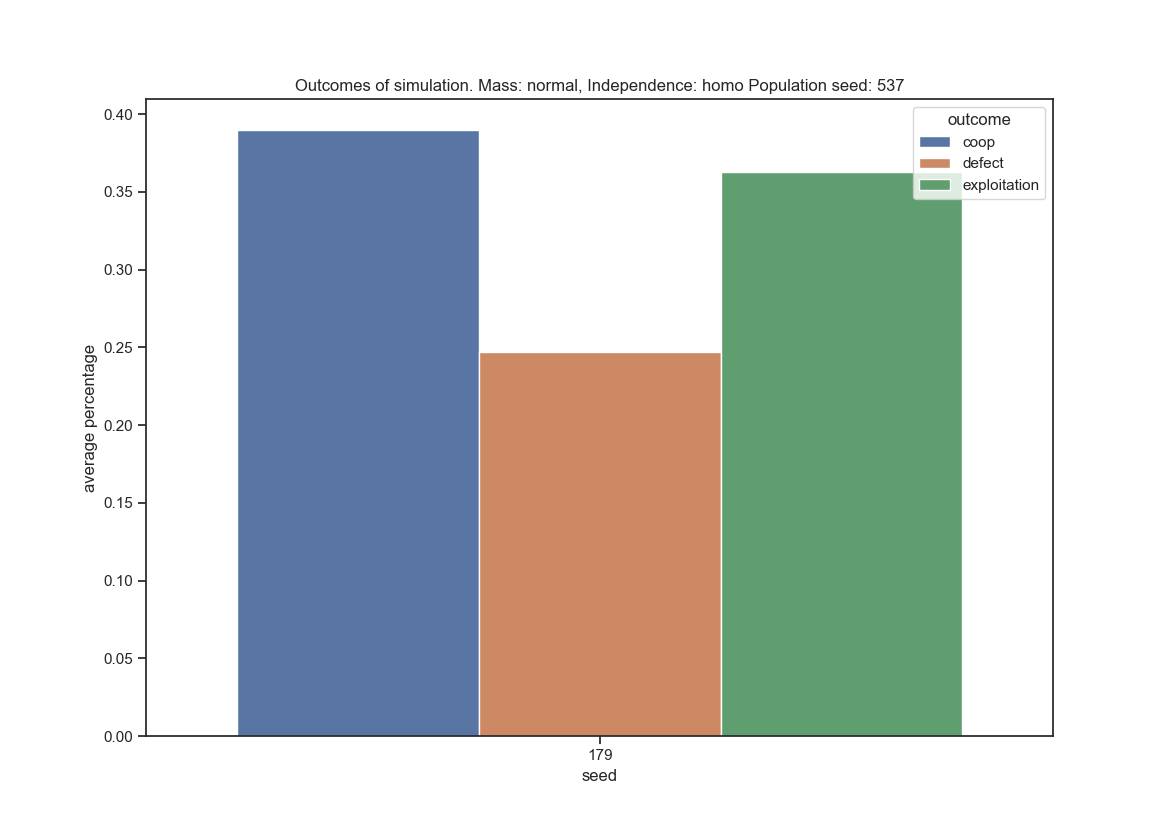 Outcomes of simulation. Mass: normal, Independence: homo Population seed: 537
outcome
coop
defect
exploitation
0.40
0.35
0.30
0.25
0.20
0.15
0.10
0.05
0.00
average percentage
179
seed